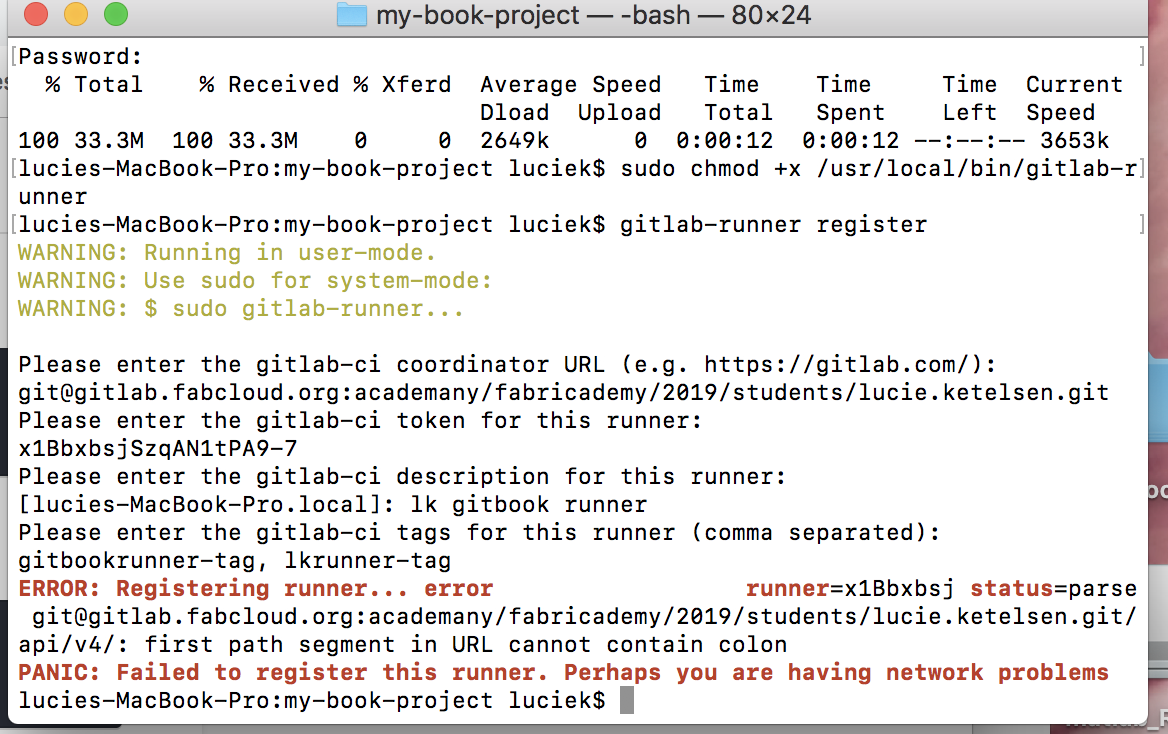 my-book-project — -bash — 80×24
Password:
% Total % Received % Xferd Average Speed Time Time Time Current
Dload Upload Total Spent Left Speed
100 33.3M 100 33.3M 0 0 2649k 0 0:00:12 0:00:12 --:--:-- 3653k
[lucies-MacBook-Pro:my-book-project luciek$ sudo chmod +x /usr/local/bin/gitlab-r]
unner
[lucies-MacBook-Pro:my-book-project luciek$ gitlab-runner register ]
WARNING: Running in user-mode.
WARNING: Use sudo for system-mode:
WARNING: $ sudo gitlab-runner...
Please enter the gitlab-ci coordinator URL (e.g. https://gitlab.com/):
git@gitlab.fabcloud.org:academany/fabricademy/2019/students/lucie.ketelsen.git
Please enter the gitlab-ci token for this runner:
x1BbxbsjSzqAN1tPA9-7
Please enter the gitlab-ci description for this runner:
[lucies-MacBook-Pro.local]: lk gitbook runner
Please enter the gitlab-ci tags for this runner (comma separated):
gitbookrunner-tag, lkrunner-tag
ERROR: Registering runner... error runner=x1Bbxbsj status=parse
git@gitlab.fabcloud.org:academany/fabricademy/2019/students/lucie.ketelsen.git/
api/v4/: first path segment in URL cannot contain colon
PANIC: Failed to register this runner. Perhaps you are having network problems
lucies-MacBook-Pro:my-book-project luciek$